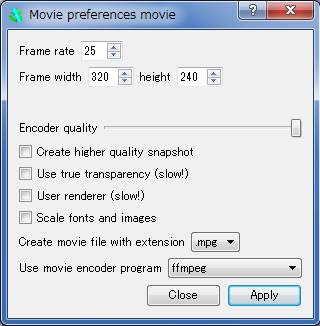 Movie preferences movie
Frame rate 25
Frame width 320 height 240
Encoder quality
Create higher quality snapshot
Use true transparency (slow!)
User renderer (slow!)
Scale fonts and images
Create movie file with extension .mpg
Use movie encoder program ffmpeg
Close Apply